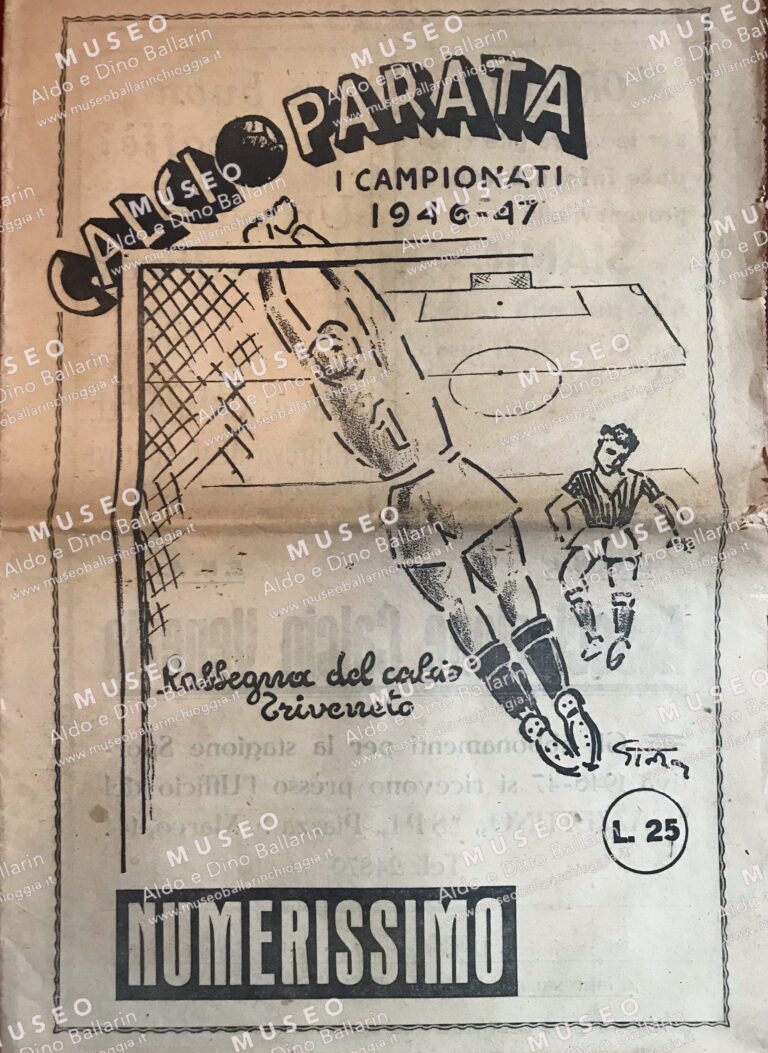 CALCIO PARATA
I CAMPIONATI
1946-47
Rassegna del calcio
Triveneto
L. 25
NUMERISSIMO
MUSEO
Aldo e Dino Ballarin
www.museoballarinchioggia.it